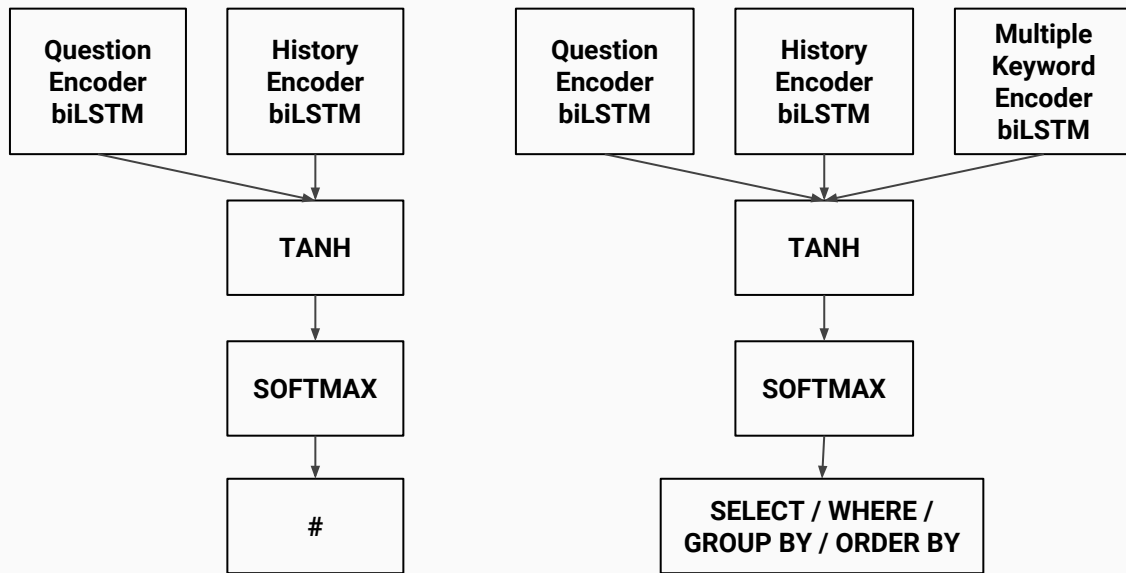 Question
Encoder
biLSTM
History
Encoder
biLSTM
TANH
SOFTMAX
#
Question
Encoder
biLSTM
History
Encoder
biLSTM
Multiple
Keyword
Encoder
biLSTM
TANH
SOFTMAX
SELECT / WHERE /
GROUP BY / ORDER BY